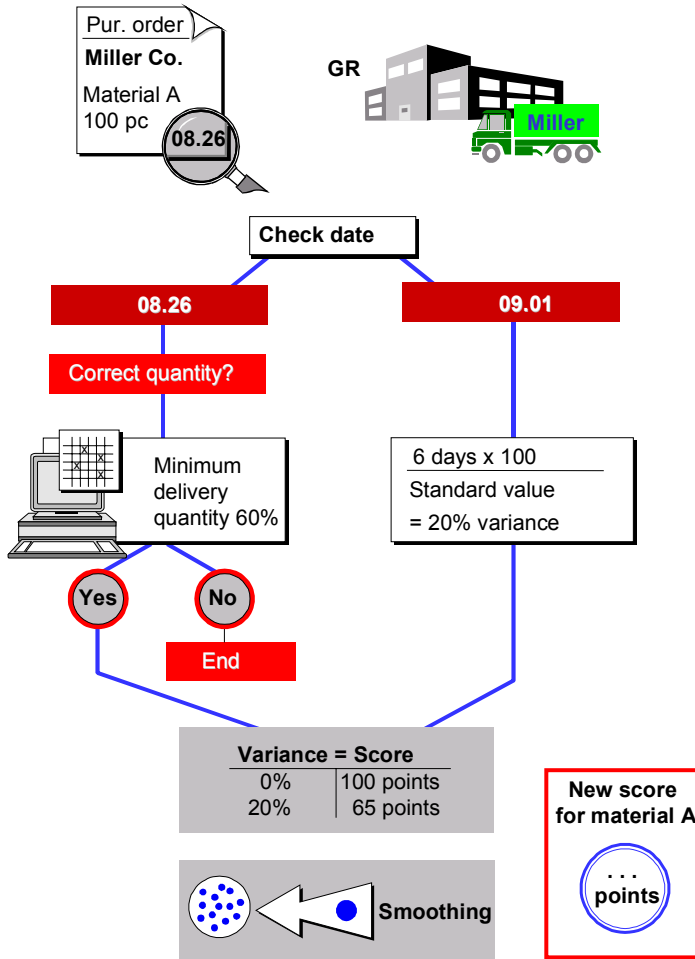 Pur. order
Miller Co.
Material A
100 pc
08.26
GR
Miller
Check date
08.26
09.01
Correct quantity?
Minimum
delivery
quantity 60%
6 days x 100
Standard value
= 20% variance
Yes
No
End
Variance = Score
0% 100 points
20% 65 points
New score
for material A
. . .
points
Smoothing